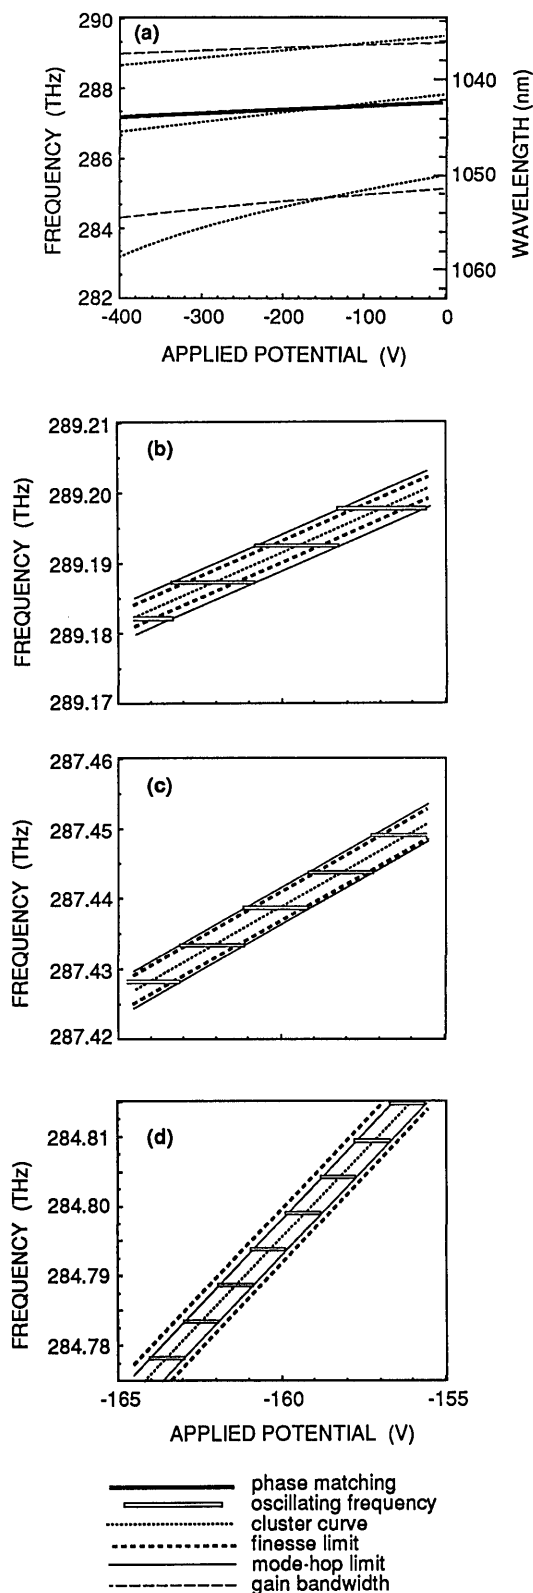 290
288
286
284
282
FREQUENCY (THz)
(a)
1040
1050
1060
WAVELENGTH (nm)
-400
-300
-200
-100
0
APPLIED POTENTIAL (V)
289.21
289.20
289.19
289.18
289.17
FREQUENCY (THz)
(b)
287.46
287.45
287.44
287.43
287.42
FREQUENCY (THz)
(c)
284.81
284.80
284.79
284.78
FREQUENCY (THz)
(d)
-165
-160
-155
APPLIED POTENTIAL (V)
phase matching
oscillating frequency
cluster curve
finesse limit
mode-hop limit
gain bandwidth